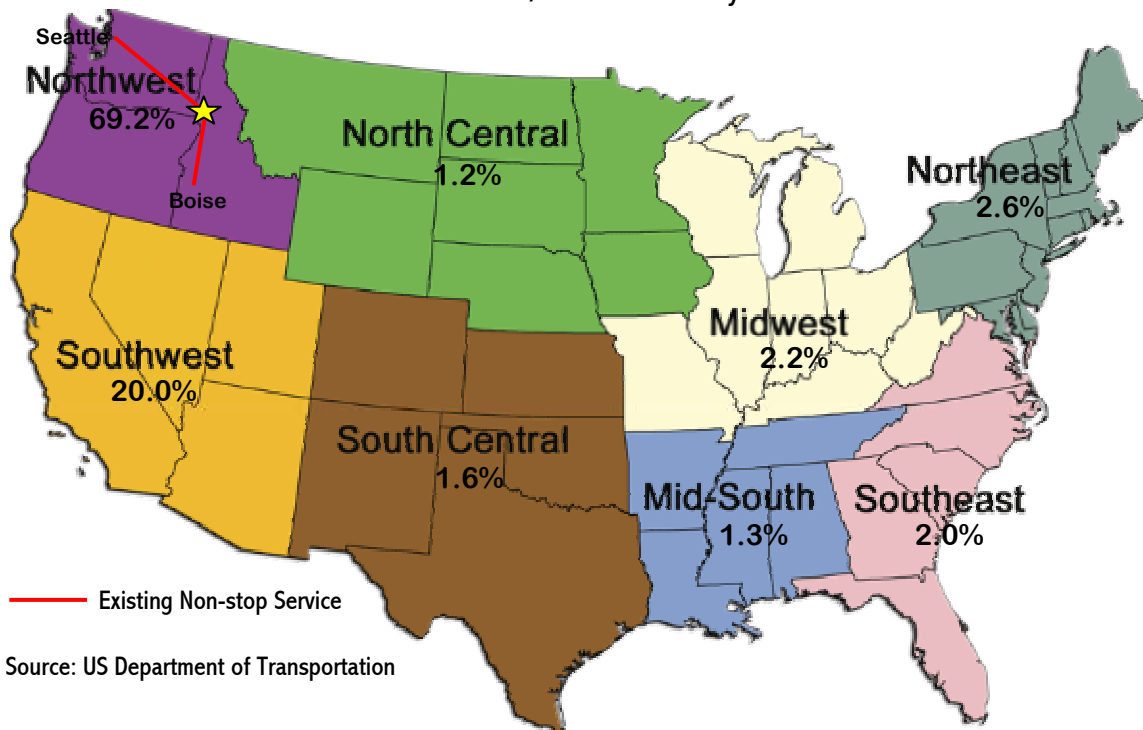 Seattle
Northwest
69.2%
Boise
North Central
1.2%
Northeast
2.6%
Midwest
2.2%
Southwest
20.0%
South Central
1.6%
Mid-South
1.3%
Southeast
2.0%
Existing Non-stop Service
Source: US Department of Transportation